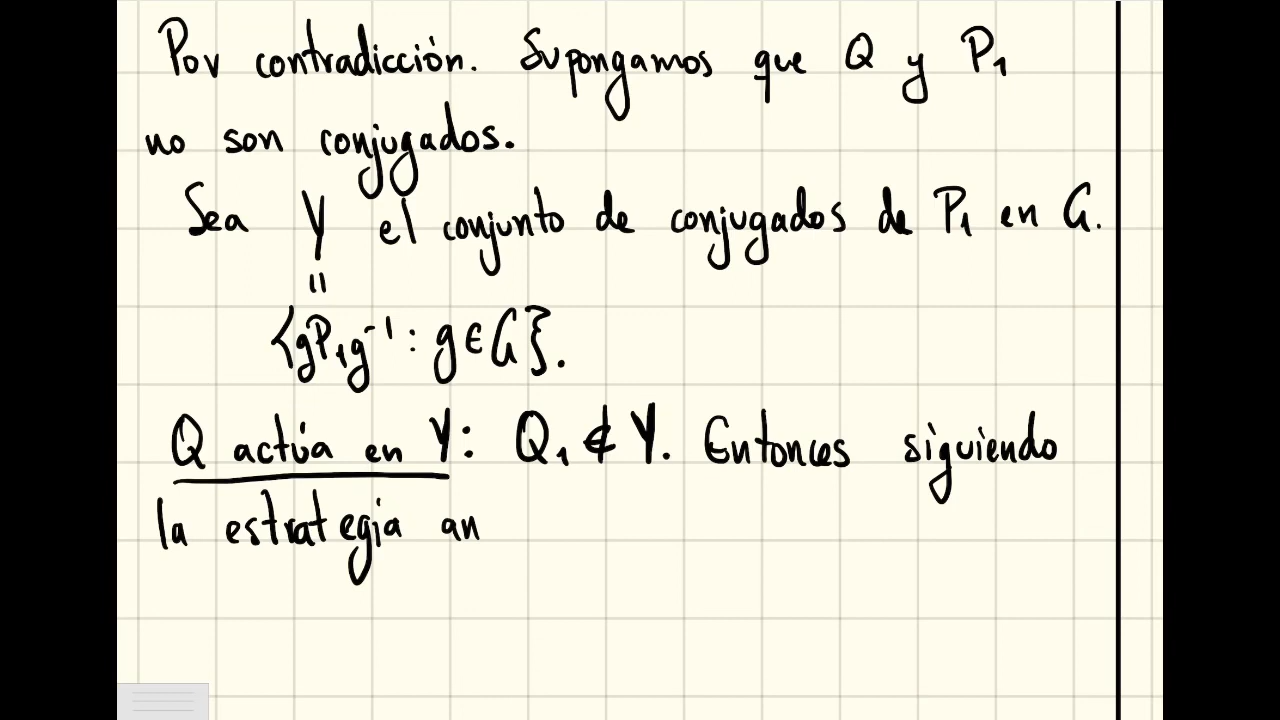 Por contradicción. Supongamos que Q y P₁
no son conjugados.
Sea Y el conjunto de conjugados de P₁ en G.
=
{gP₁g⁻¹ : g∈G}.
Q actúa en Y: Q₁ ∉ Y. Entonces siguiendo
la estrategia an